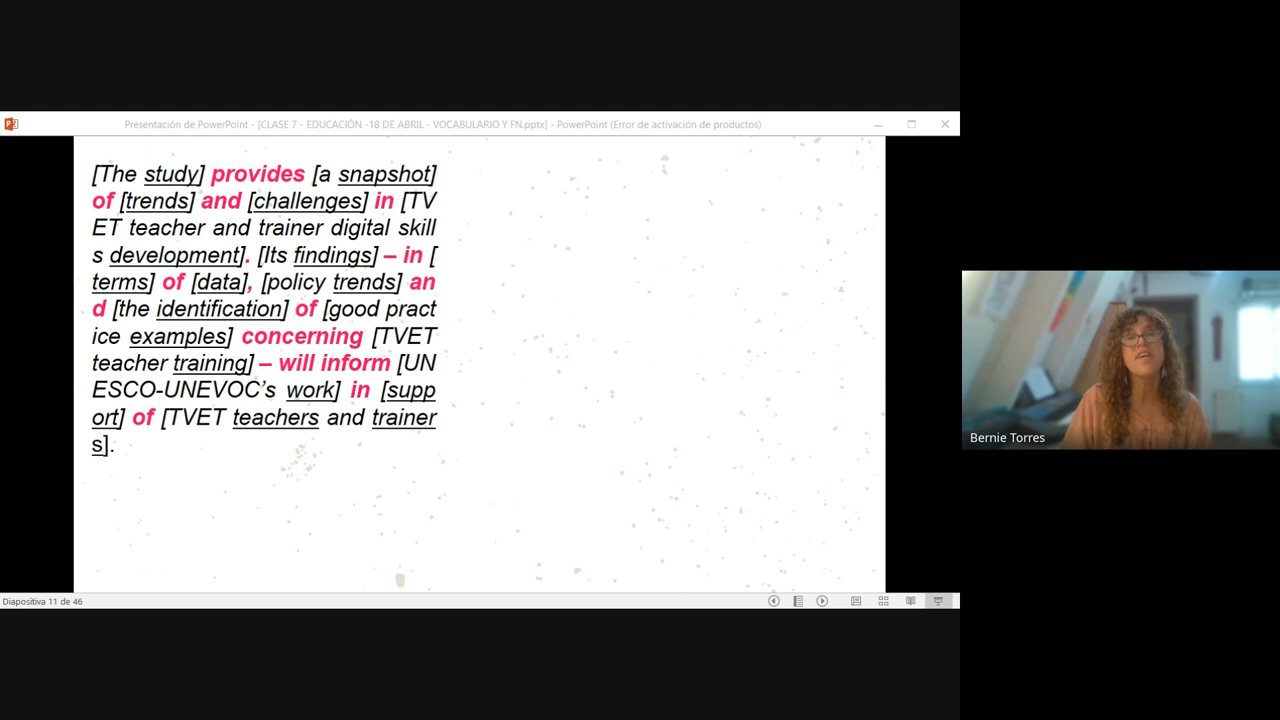 Presentación de PowerPoint - [CLASE 7 - EDUCACIÓN -18 DE ABRIL - VOCABULARIO Y FN.pptx] - PowerPoint (Error de activación de productos)
[The study] provides [a snapshot]
of [trends] and [challenges] in [TV
ET teacher and trainer digital skill
s development]. [Its findings] – in [
terms] of [data], [policy trends] an
d [the identification] of [good pract
ice examples] concerning [TVET
teacher training] – will inform [UN
ESCO-UNEVOC’s work] in [supp
ort] of [TVET teachers and trainer
s].
Bernie Torres
Diapositiva 11 de 46